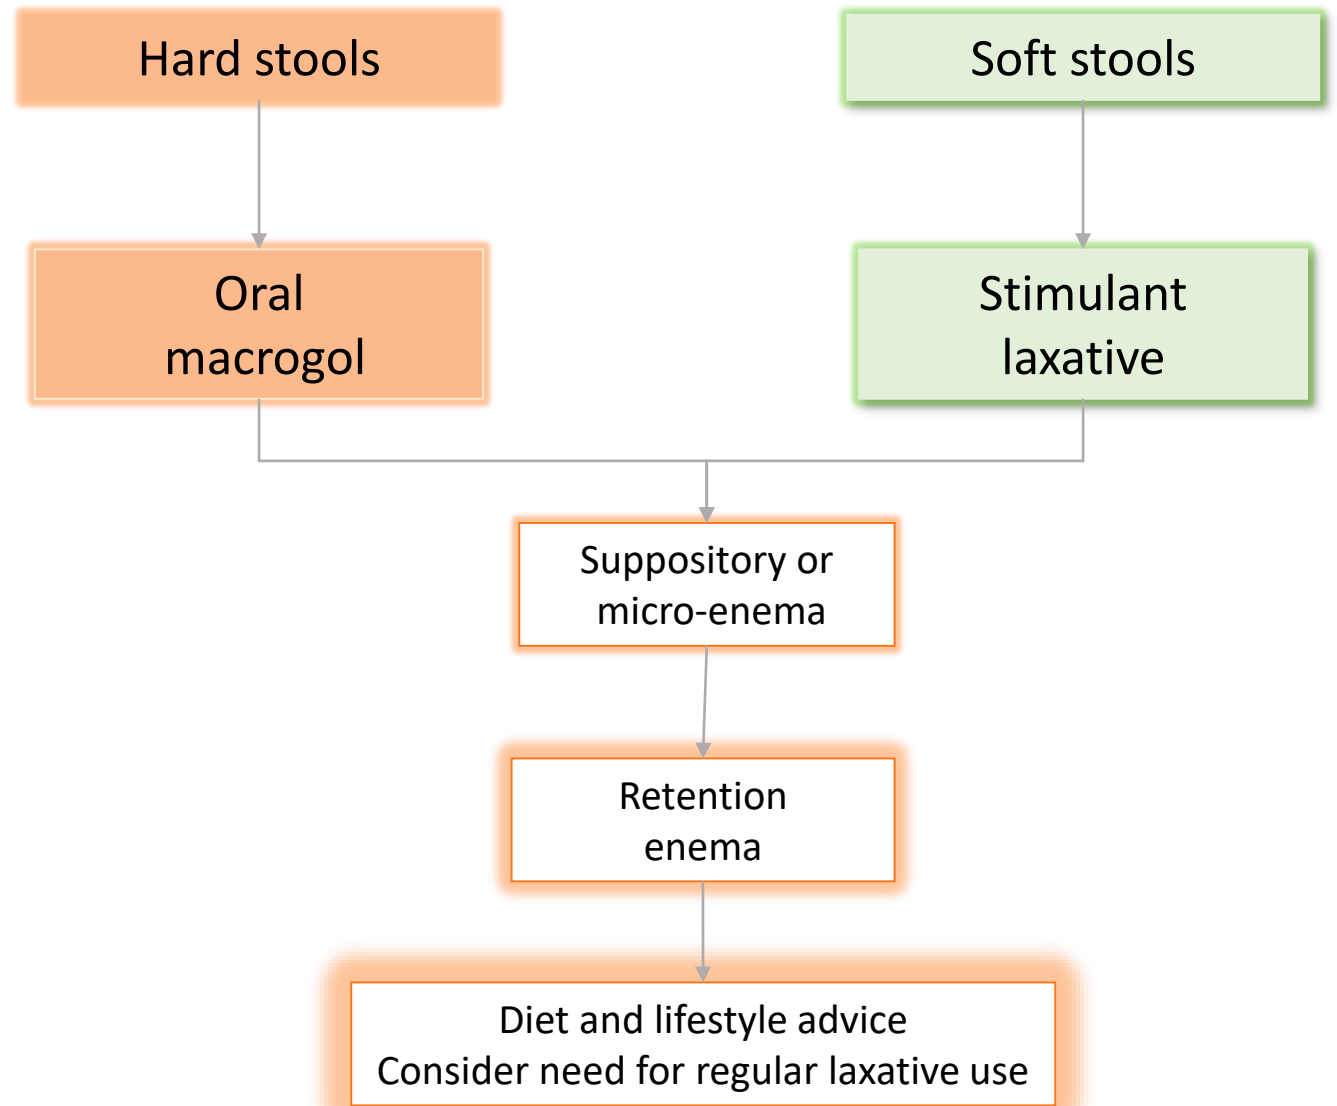 Hard stools
Soft stools
Oral
macrogol
Stimulant
laxative
Suppository or
micro-enema
Retention
enema
Diet and lifestyle advice
Consider need for regular laxative use